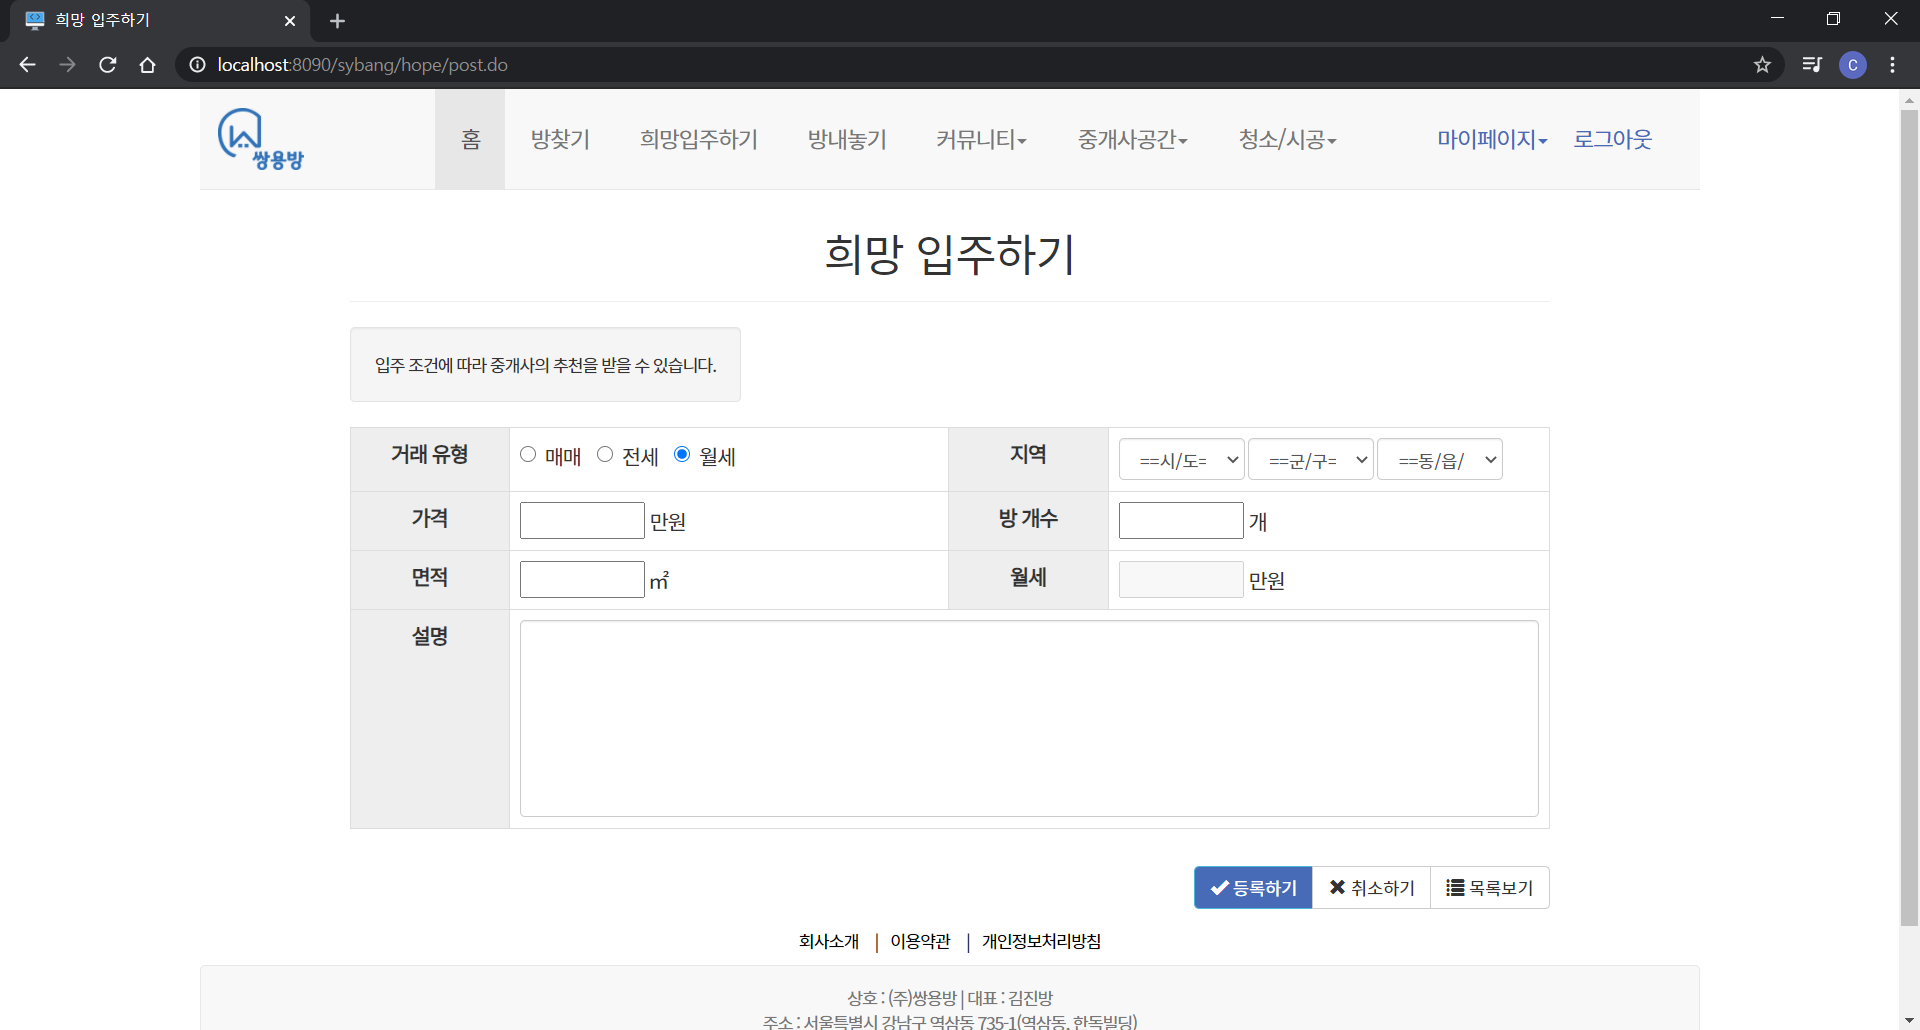 희망 입주하기
localhost:8090/sybang/hope/post.do
C
쌍용방
홈 방찾기 희망입주하기 방내놓기 커뮤니티 중개사공간 청소/시공 마이페이지 로그아웃
희망 입주하기
입주 조건에 따라 중개사의 추천을 받을 수 있습니다.
거래 유형 매매 전세 월세 지역 ==시/도= ==군/구= ==동/읍/
가격 만원 방 개수 개
면적 ㎡ 월세 만원
설명
등록하기 취소하기 목록보기
회사소개 | 이용약관 | 개인정보처리방침
상호 : (주)쌍용방 | 대표 : 김진방
주소 : 서울특별시 강남구 역삼동 735-1(역삼동, 한독빌딩)